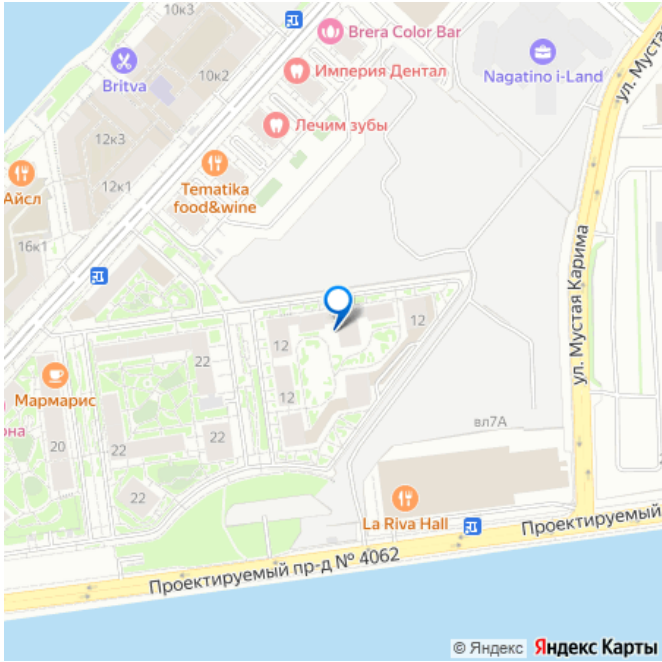 10к3
Brera Color Bar
10к2
Империя Дентал
Nagatino i-Land
Britva
ул. Муста
12к3
Лечим зубы
Айсл
12к1
Tematika
food&wine
16к1
ул. Мустая Карима
12
12
22
12
22
Мармарис
она
20
22
22
22
вл7А
La Riva Hall
Проектируемый
Проектируемый пр-д № 4062
© Яндекс Яндекс Карты